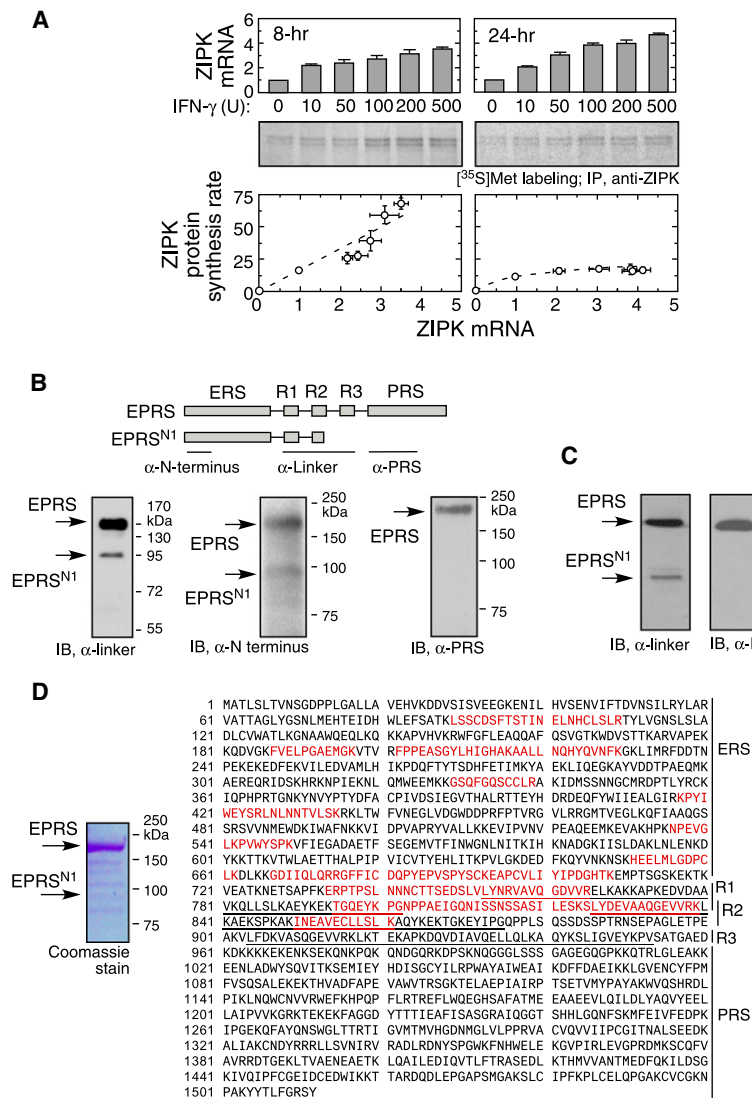 A
ZIPK mRNA
6
4
2
0
8-hr
24-hr
IFN-γ (U):
0 10 50 100 200 500
0 10 50 100 200 500
[³⁵S]Met labeling; IP, anti-ZIPK
ZIPK protein synthesis rate
75
50
25
0
0 1 2 3 4 5
0 1 2 3 4 5
ZIPK mRNA
B
ERS R1 R2 R3 PRS
EPRS
EPRSᴺ¹
α-N-terminus α-Linker α-PRS
EPRS
EPRSᴺ¹
170
kDa
130
95
72
55
IB, α-linker
EPRS
EPRSᴺ¹
250
kDa
150
100
75
IB, α-N terminus
EPRS
250
kDa
150
100
75
IB, α-PRS
C
EPRS
EPRSᴺ¹
IB, α-linker
D
EPRS
EPRSᴺ¹
250
kDa
150
100
75
Coomassie stain
1 MATLSLTVNSGDPPLGALLA VEHVKDDVSISVEEGKENIL HVSENVIFTDVNSILRYLAR
61 VATTAGLYGSNLMEHTEIDH WLEFSATKLSSCDSFTSTIN ELNHCLSLRTYLVGNSLSLA
121 DLCVWATLKGNAAWQEQLKQ KKAPVHVKRWFGFLEAQQAF QSVGTKWDVSTTKARVAPEK
181 KQDVGKFVELPGAEMGKVTVR FPPEASGYLHIGHAKAALL NQHYQVNFKGKLIMRFDDTN
241 PEKEKEDFEKVILEDVAMLH IKPDQFTYTSDHFETIMKYA EKLIQEGKAYVDDTPAEQMK
301 AEREQRIDSKHRKNPIEKNL QMWEEMKKGSQFGQSCCLRA KIDMSSNNGCMRDPTLYRCK
361 IQPHPRTGNKYNVYPTYDFA CPIVDSIEGVTHALRTTEYH DRDEQFYWIIEALGIRKPYI
421 WEYSRLNLNNTVLSKRKLTW FVNEGLVDGWDDPRFPTVRG VLRRGMTVEGLKQFIAAQGS
481 SRSVVNMEWDKIWAFNKKVI DPVAPRYVALLKKEVIPVNV PEAQEEMKEVAKHPKNPEVG
541 LKPVWYSPKVFIEGADAETF SEGEMVTFINWGNLNITKIH KNADGKIISLDAKFNLENKD
601 YKKTTKVTWLAETTHALPIP VICVTYEHLITKPVLGKDED FKQYVNKNSKHEELMLGDPC
661 LKDLKKGDIIQLQRRGFFIC DQPYEPVSPYSCKEAPCVLI YIPDGHTKEMPTSGSKEKTK
721 VEATKNETSAPFKERPTPSL NNNCTTSEDSLVLYNRVAVQ GDVVRELKAKKAPKEDVDAA
781 VKQLLSLKAEYKEKTGQEYK PGNPPAEIGQNISSNSSASI LESKSLYDEVAAQGEVVRKL
841 KAEKSPKAKINEAVECLLSL KAQYKEKTGKEYIPGQPPLS QSSDSSPTRNSEPAGLETPE
901 AKVLFDKVASQGEVVRKLKT EKAPKDQVDIAVQELLQLKA QYKSLIGVEYKPVSATGAED
961 KDKKKKEKENKSEKQNKPQK QNDGQRKDPSKNQGGGLSSS GAGEGQGPKKQTRLGLEAKK
1021 EENLADWYSQVITKSEMIEY HDISGCYILRPWAYAIWEAI KDFFDAEIKKLGVENCYFPM
1081 FVSQSALEKEKTHVADFAPE VAWVTRSGKTELAEPIAIRP TSETVMYPAYAKWVQSHRDL
1141 PIKLNQWCNVVRWEFKHPQP FLRTREFLWQEGHSAFATME EAAEEVLQILDLYAQVYEEL
1201 LAIPVVKGRKTEKEKFAGGDY TTTIEAFISASGRAIQGGT SHHLGQNFSKMFEIVFEDPK
1261 IPGEKQFAYQNSWGLTTRTI GVMTMVHGDNMGLVLPPRVA CVQVVIIPCGITNALSEEDK
1321 ALIAKCNDYRRRLLSVNIRV RADLRDNYSPGWKFNHWELK GVPIRLEVGPRDMKSCQFV
1381 AVRRDTGEKLTVAENEAETK LQAILEDIQVTLFTRASEDL KTHMVVANTMEDFQKILDSG
1441 KIVQIPFCGEIDCEDWIKKT TARDQDLEPGAPSMGAKSLC IPFKPLCELQPGAKCVCGKN
1501 PAKYYTLFGRSY
ERS
R1
R2
R3
PRS